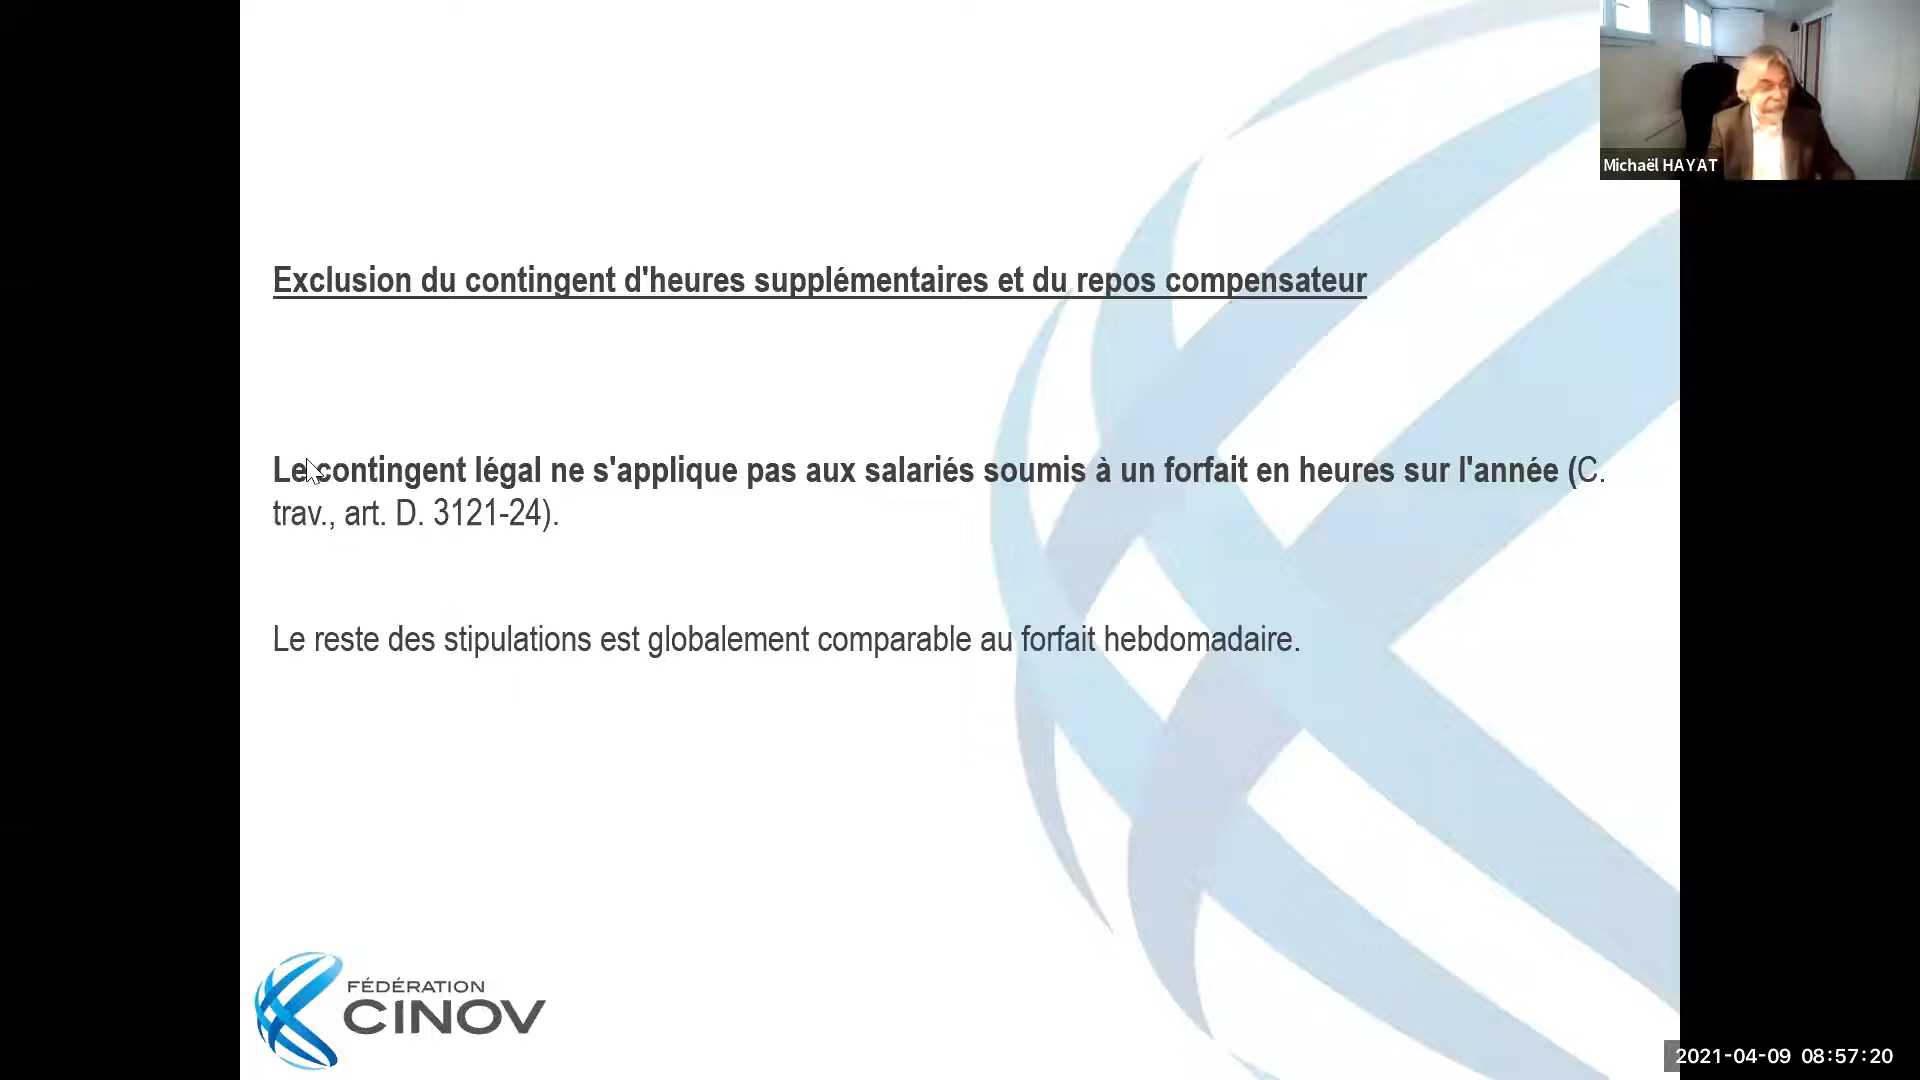 Michaël HAYAT
Exclusion du contingent d'heures supplémentaires et du repos compensateur
Le contingent légal ne s'applique pas aux salariés soumis à un forfait en heures sur l'année (C.
trav., art. D. 3121-24).
Le reste des stipulations est globalement comparable au forfait hebdomadaire.
FÉDÉRATION
CINOV
2021-04-09 08:57:20